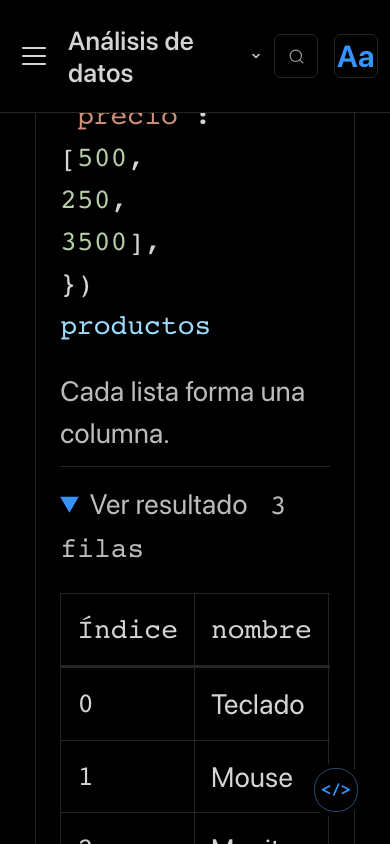 Análisis de
datos
Aa
'precio':
[500,
250,
3500],
})
productos
Cada lista forma una
columna.
Ver resultado 3
filas
Índice nombre
0 Teclado
1 Mouse
</>